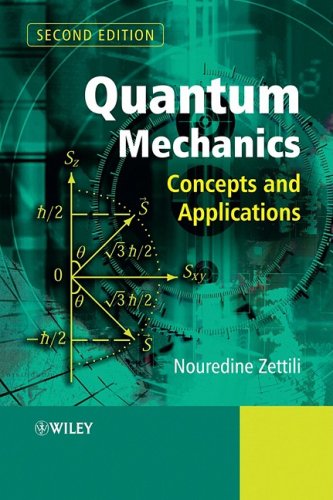 SECOND EDITION
Quantum
Mechanics
Concepts and
Applications
S_z
ħ/2
S⃗
θ
√3ħ/2
0
S_xy
θ
√3ħ/2
-ħ/2
S⃗
Nouredine Zettili
WILEY